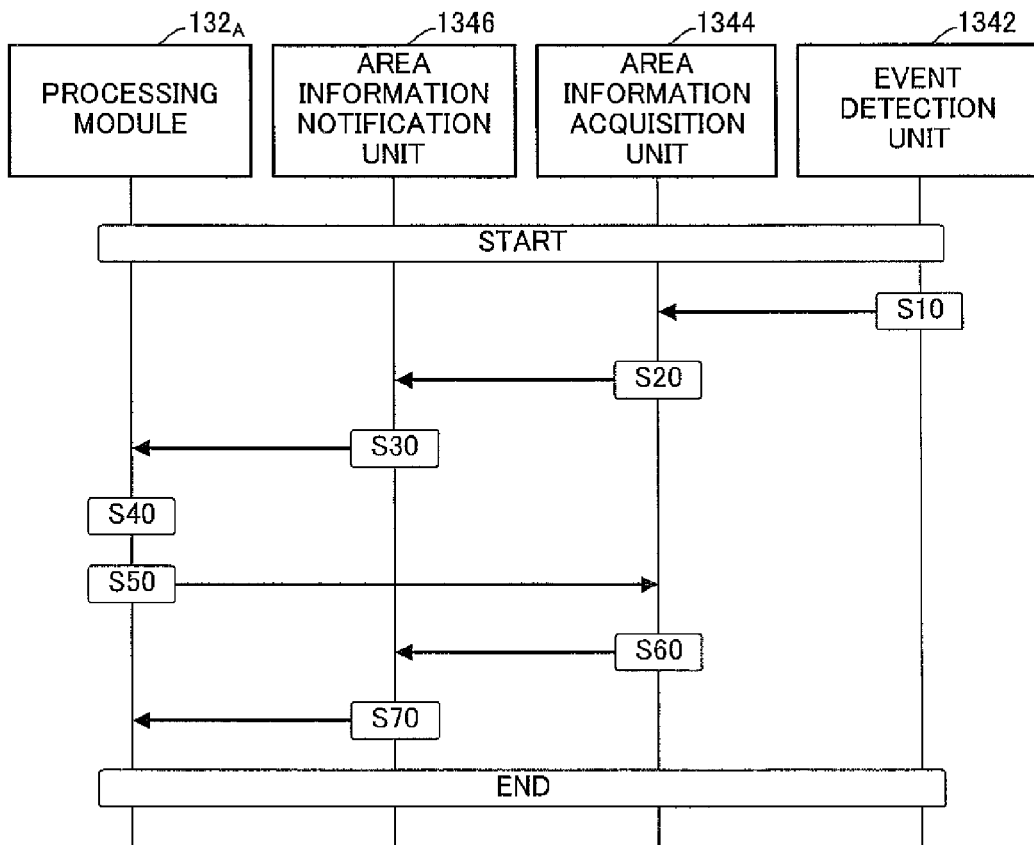 132A
1346
1344
1342
PROCESSING
MODULE
AREA
INFORMATION
NOTIFICATION
UNIT
AREA
INFORMATION
ACQUISITION
UNIT
EVENT
DETECTION
UNIT
START
S10
S20
S30
S40
S50
S60
S70
END